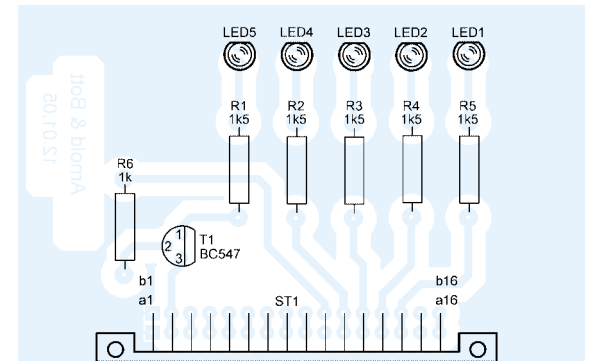 LED5 LED4 LED3 LED2 LED1
R1 R2 R3 R4 R5
1k5 1k5 1k5 1k5 1k5
12.01.05
Arnold & Bott
R6
1k
1
2
3
T1
BC547
b1 b16
a1 ST1 a16